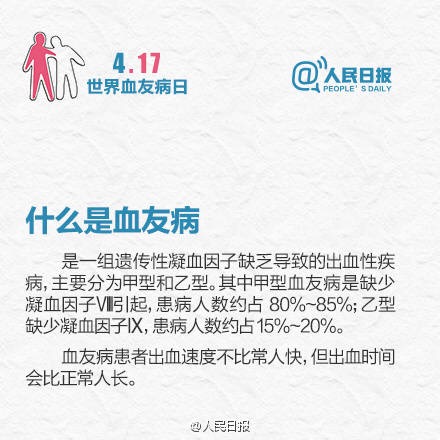 4.17
世界血友病日
@人民日报
PEOPLE'S DAILY
什么是血友病
是一组遗传性凝血因子缺乏导致的出血性疾
病,主要分为甲型和乙型。其中甲型血友病是缺少
凝血因子Ⅷ引起,患病人数约占 80%~85%;乙型
缺少凝血因子Ⅸ,患病人数约占15%~20%。
血友病患者出血速度不比常人快,但出血时间
会比正常人长。
@人民日报